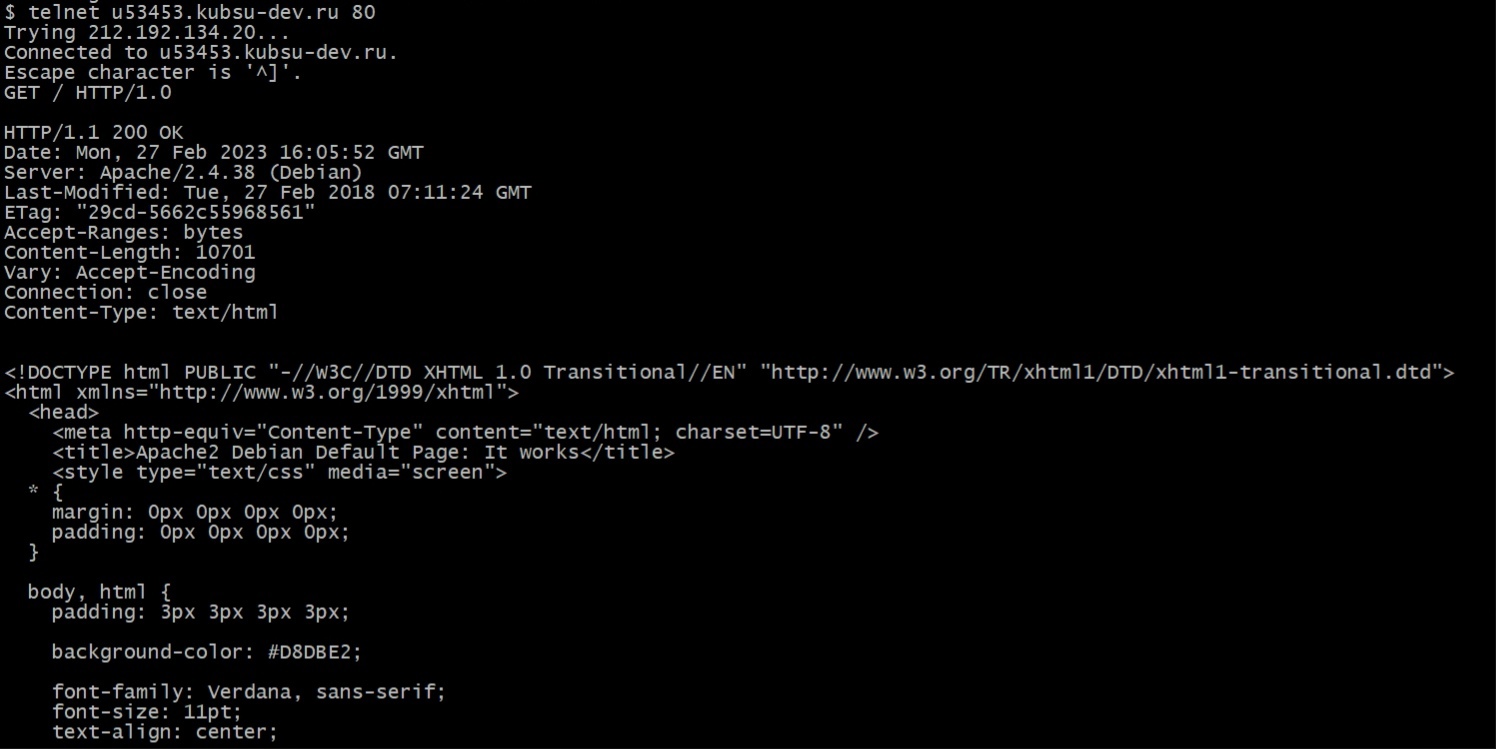 $ telnet u53453.kubsu-dev.ru 80
Trying 212.192.134.20...
Connected to u53453.kubsu-dev.ru.
Escape character is '^]'.
GET / HTTP/1.0
HTTP/1.1 200 OK
Date: Mon, 27 Feb 2023 16:05:52 GMT
Server: Apache/2.4.38 (Debian)
Last-Modified: Tue, 27 Feb 2018 07:11:24 GMT
ETag: "29cd-5662c55968561"
Accept-Ranges: bytes
Content-Length: 10701
Vary: Accept-Encoding
Connection: close
Content-Type: text/html
<!DOCTYPE html PUBLIC "-//W3C//DTD XHTML 1.0 Transitional//EN" "http://www.w3.org/TR/xhtml1/DTD/xhtml1-transitional.dtd">
<html xmlns="http://www.w3.org/1999/xhtml">
  <head>
    <meta http-equiv="Content-Type" content="text/html; charset=UTF-8" />
    <title>Apache2 Debian Default Page: It works</title>
    <style type="text/css" media="screen">
  * {
    margin: 0px 0px 0px 0px;
    padding: 0px 0px 0px 0px;
  }
  body, html {
    padding: 3px 3px 3px 3px;
    background-color: #D8DBE2;
    font-family: Verdana, sans-serif;
    font-size: 11pt;
    text-align: center;